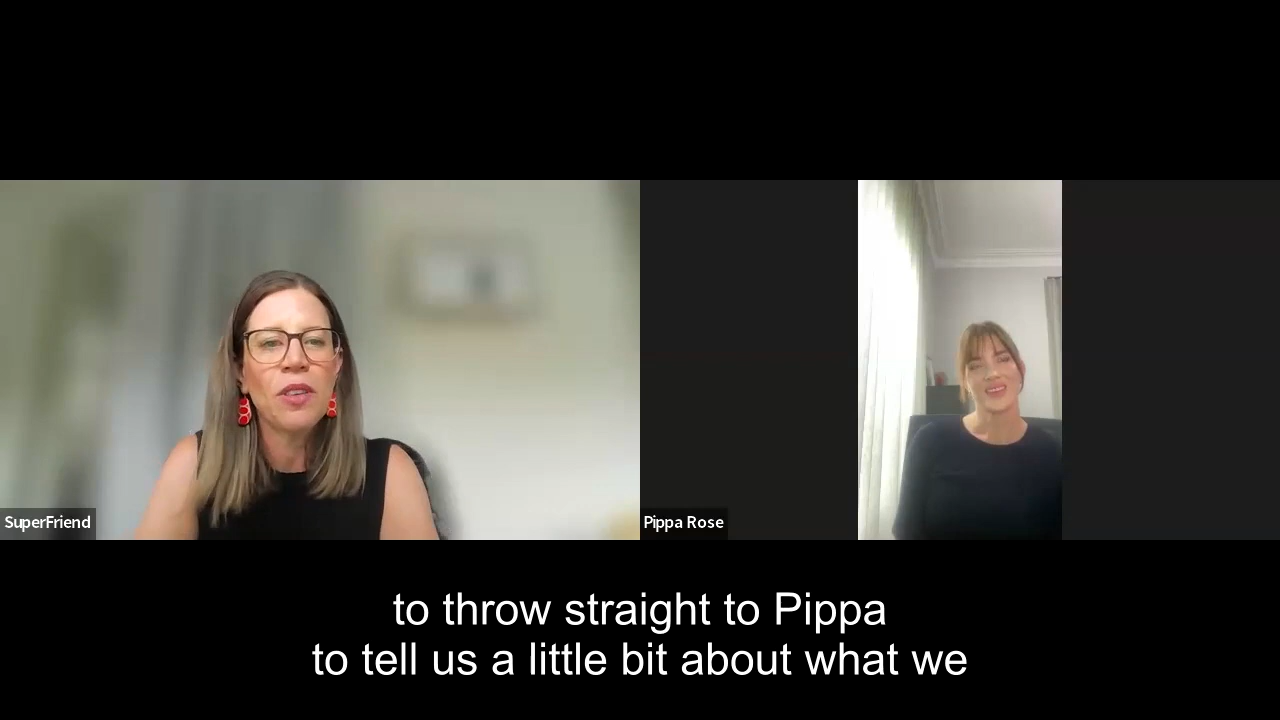 SuperFriend
Pippa Rose
to throw straight to Pippa
to tell us a little bit about what we